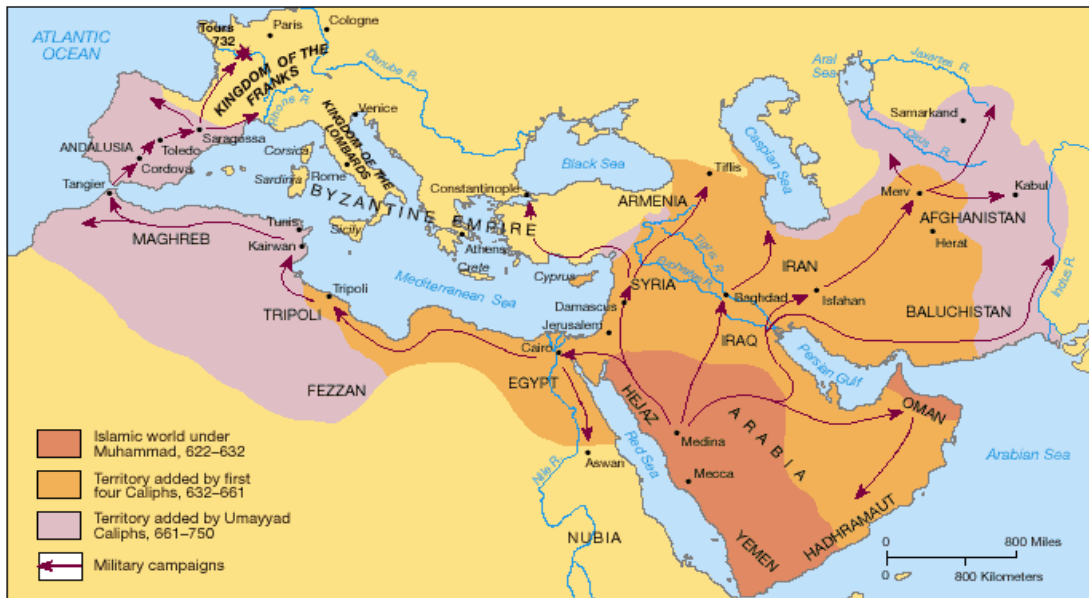 ATLANTIC
OCEAN
Tours
732
Paris
Cologne
KINGDOM OF THE
FRANKS
Danube R.
Rhone R.
Venice
KINGDOM OF THE
LOMBARDS
Aral
Sea
Jaxartes R.
Samarkand
Oxus R.
Caspian Sea
Black Sea
Tiflis
Saragossa
ANDALUSIA
Toledo
Cordova
Corsica
Sardinia
Rome
Constantinople
Tangier
BYZANTINE EMPIRE
ARMENIA
Merv
Kabul
AFGHANISTAN
Herat
MAGHREB
Tunis
Kairwan
Sicily
Athens
Crete
Cyprus
Tigris R.
Euphrates R.
SYRIA
IRAN
Indus R.
Mediterranean Sea
Tripoli
TRIPOLI
Damascus
Baghdad
Isfahan
BALUCHISTAN
Jerusalem
IRAQ
Cairo
EGYPT
FEZZAN
Persian Gulf
HEJAZ
ARABIA
OMAN
Medina
Mecca
Red Sea
Nile R.
Aswan
NUBIA
YEMEN
HADHRAMAUT
Arabian Sea
Islamic world under
Muhammad, 622–632
Territory added by first
four Caliphs, 632–661
Territory added by Umayyad
Caliphs, 661–750
Military campaigns
0 800 Miles
0 800 Kilometers